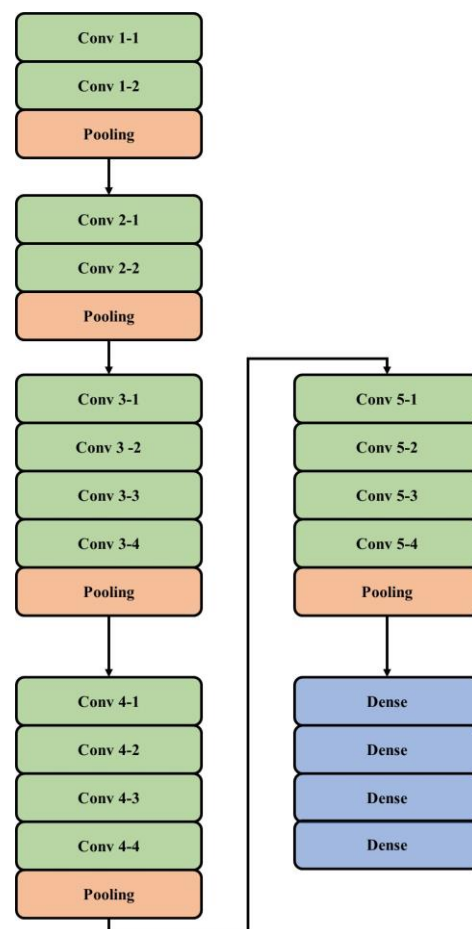 Conv 1-1
Conv 1-2
Pooling
Conv 2-1
Conv 2-2
Pooling
Conv 3-1
Conv 3 -2
Conv 3-3
Conv 3-4
Pooling
Conv 4-1
Conv 4-2
Conv 4-3
Conv 4-4
Pooling
Conv 5-1
Conv 5-2
Conv 5-3
Conv 5-4
Pooling
Dense
Dense
Dense
Dense